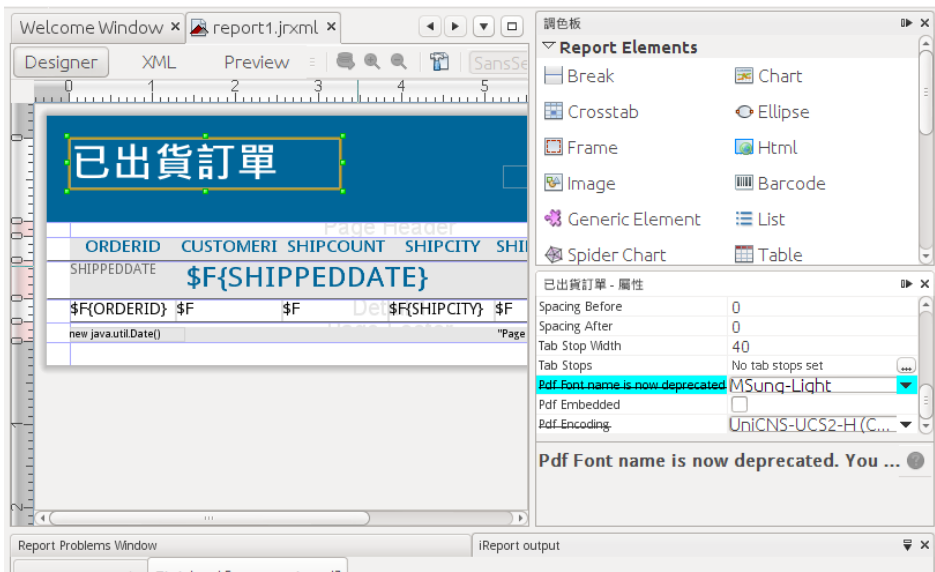 Welcome Window
report1.jrxml
Designer XML Preview SansSe
0 1 2 3 4 5
已出貨訂單
Page Header
ORDERID CUSTOMERI SHIPCOUNT SHIPCITY SHI
SHIPPEDDATE $F{SHIPPEDDATE}
$F{ORDERID} $F $F Det $F{SHIPCITY} $F
Page Footer
new java.util.Date() "Page
調色板
Report Elements
Break Chart
Crosstab Ellipse
Frame Html
Image Barcode
Generic Element List
Spider Chart Table
已出貨訂單 - 屬性
Spacing Before 0
Spacing After 0
Tab Stop Width 40
Tab Stops No tab stops set ...
Pdf Font name is now deprecated MSung-Light
Pdf Embedded
Pdf Encoding UniCNS-UCS2-H (C...
Pdf Font name is now deprecated. You ...
Report Problems Window iReport output